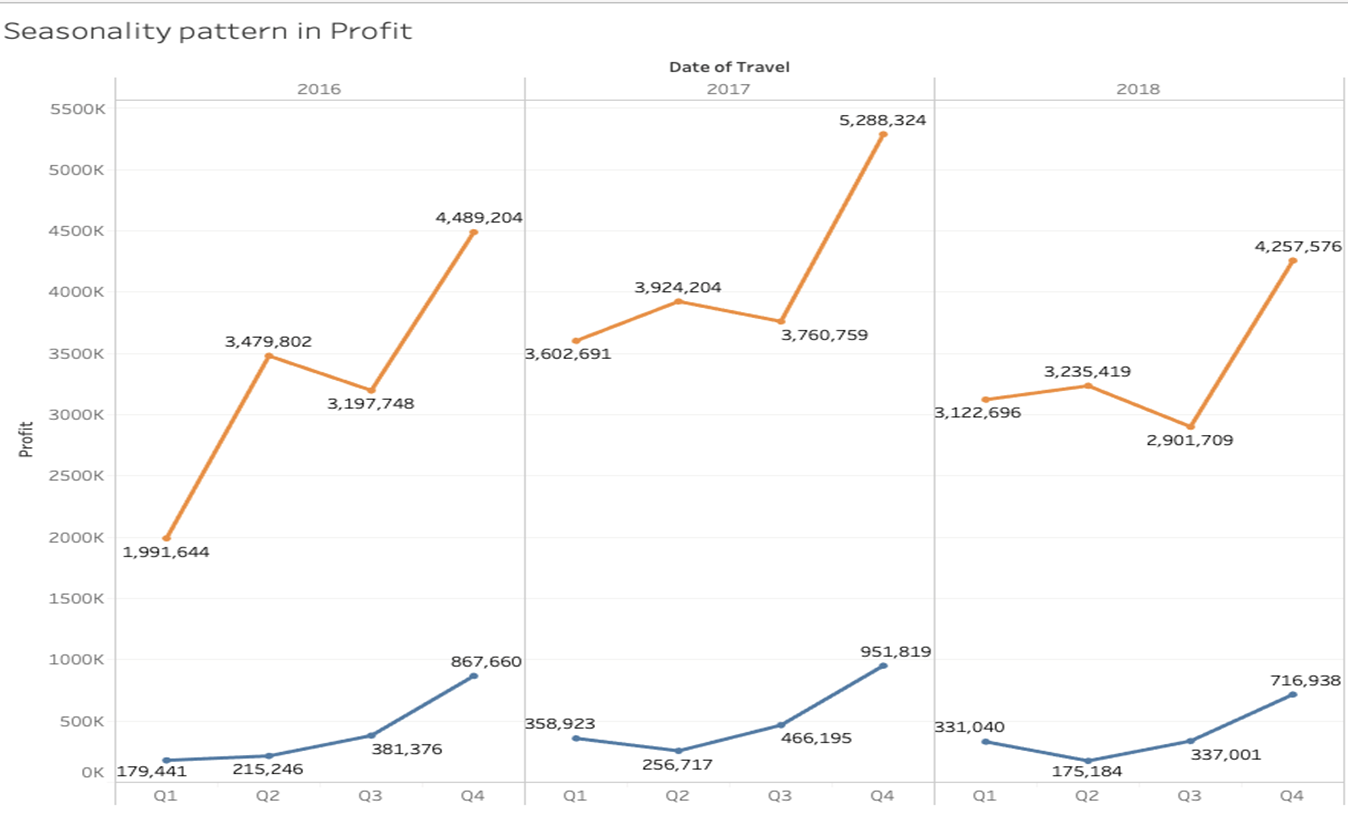 Seasonality pattern in Profit
Date of Travel
2016 2017 2018
5500K
5000K
4500K
4000K
3500K
3000K
2500K
2000K
1500K
1000K
500K
0K
Profit
1,991,644
3,479,802
3,197,748
4,489,204
3,602,691
3,924,204
3,760,759
5,288,324
3,122,696
3,235,419
2,901,709
4,257,576
179,441
215,246
381,376
867,660
358,923
256,717
466,195
951,819
331,040
175,184
337,001
716,938
Q1 Q2 Q3 Q4 Q1 Q2 Q3 Q4 Q1 Q2 Q3 Q4